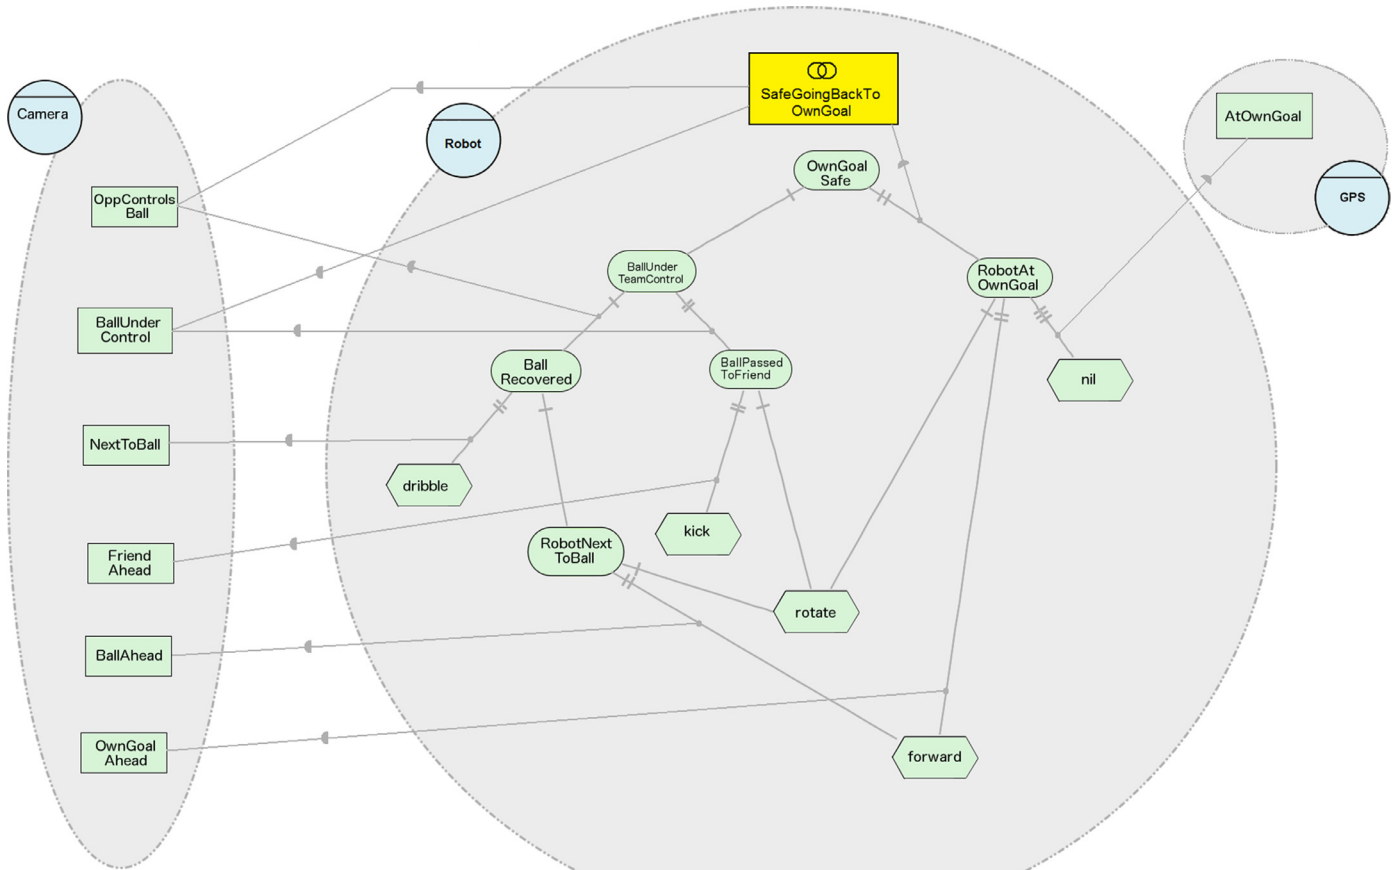 Camera
Robot
SafeGoingBackTo
OwnGoal
AtOwnGoal
GPS
OwnGoal
Safe
OppControls
Ball
BallUnder
TeamControl
RobotAt
OwnGoal
BallUnder
Control
Ball
Recovered
BallPassed
ToFriend
nil
NextToBall
dribble
kick
RobotNext
ToBall
Friend
Ahead
rotate
BallAhead
OwnGoal
Ahead
forward